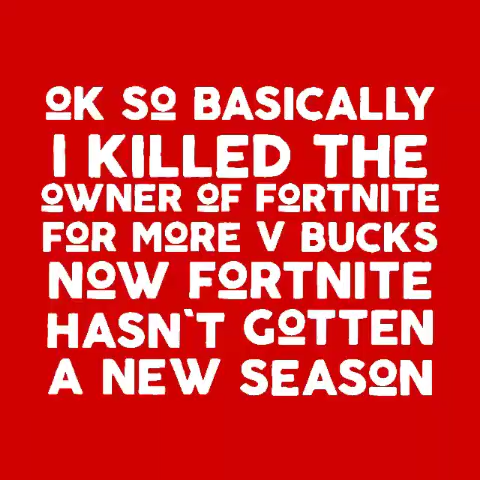 OK SO BASICALLY
I KILLED THE
OWNER OF FORTNITE
FOR MORE V BUCKS
NOW FORTNITE
HASN'T GOTTEN
A NEW SEASON